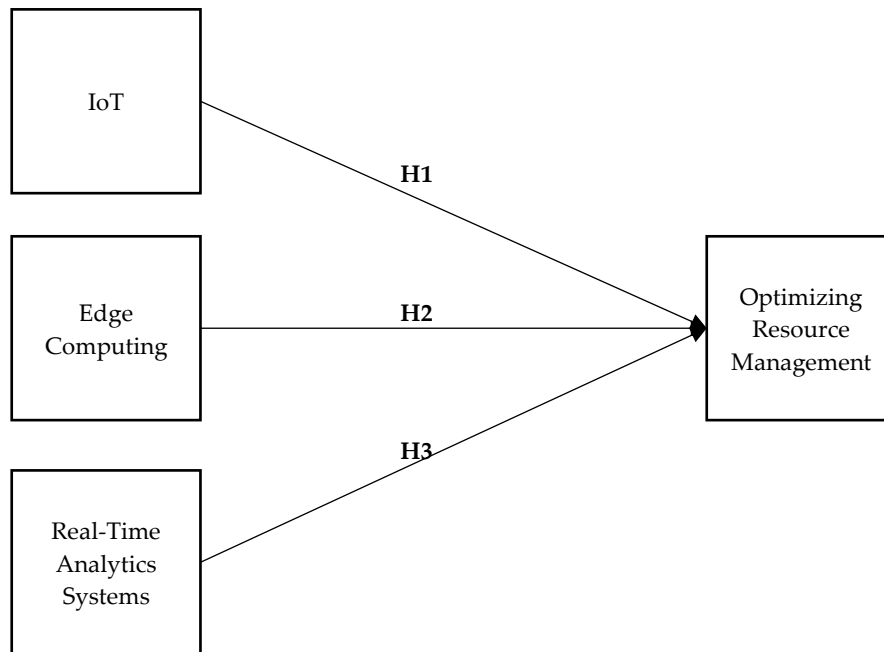 IoT
H1
Edge
Computing
H2
Optimizing
Resource
Management
H3
Real-Time
Analytics
Systems